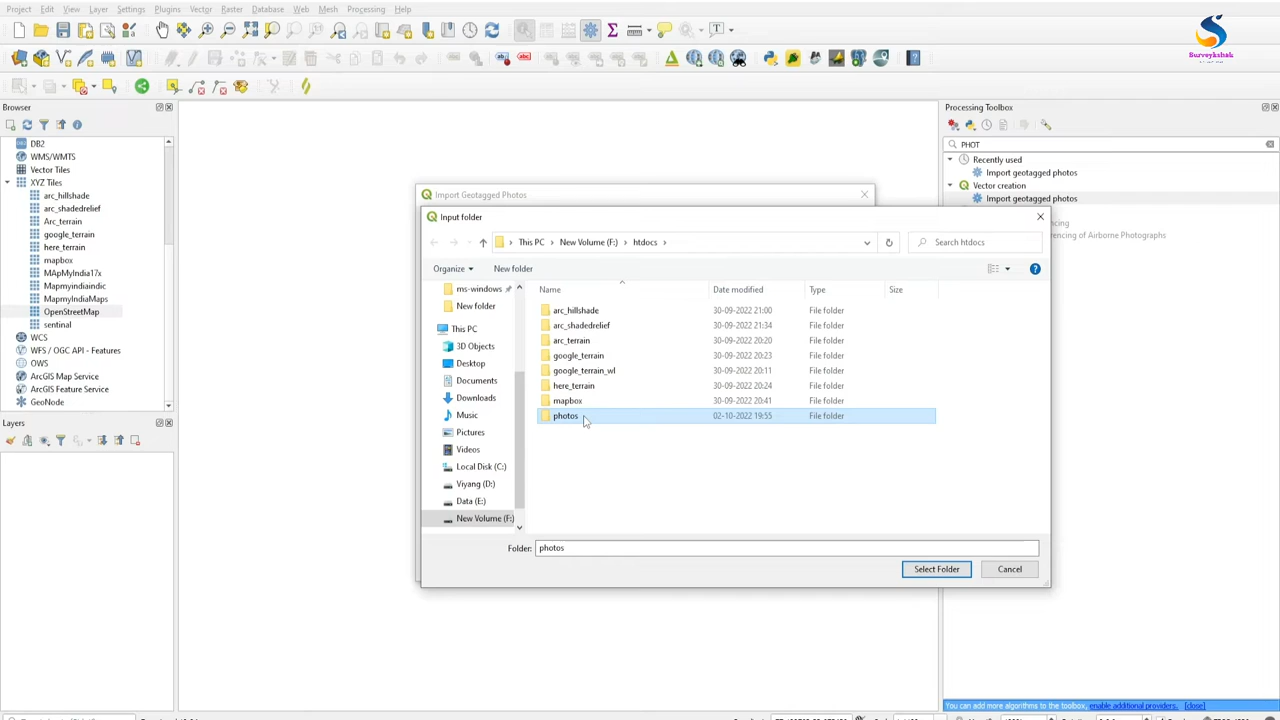 Project Edit View Layer Settings Plugins Vector Raster Database Web Mesh Processing Help
Surveykshak
Browser
Processing Toolbox
PHOT
DB2
WMS/WMTS
Vector Tiles
XYZ Tiles
arc_hillshade
arc_shadedrelief
Arc_terrain
google_terrain
here_terrain
mapbox
MApMyIndia17x
Mapmyindiaindic
MapmyIndiaMaps
OpenStreetMap
sentinal
WCS
WFS / OGC API - Features
OWS
ArcGIS Map Service
ArcGIS Feature Service
GeoNode
Layers
Recently used
Import geotagged photos
Vector creation
Import geotagged photos
rencing of Airborne Photographs
Import Geotagged Photos
Input folder
This PC New Volume (F:) htdocs
Search htdocs
Organize New folder
ms-windows
New folder
This PC
3D Objects
Desktop
Documents
Downloads
Music
Pictures
Videos
Local Disk (C:)
Viyang (D:)
Data (E:)
New Volume (F:)
Name Date modified Type Size
arc_hillshade 30-09-2022 21:00 File folder
arc_shadedrelief 30-09-2022 21:34 File folder
arc_terrain 30-09-2022 20:20 File folder
google_terrain 30-09-2022 20:23 File folder
google_terrain_wl 30-09-2022 20:11 File folder
here_terrain 30-09-2022 20:24 File folder
mapbox 30-09-2022 20:41 File folder
photos 02-10-2022 19:55 File folder
Folder: photos
Select Folder Cancel
You can add more algorithms to the toolbox, enable additional providers. [close]